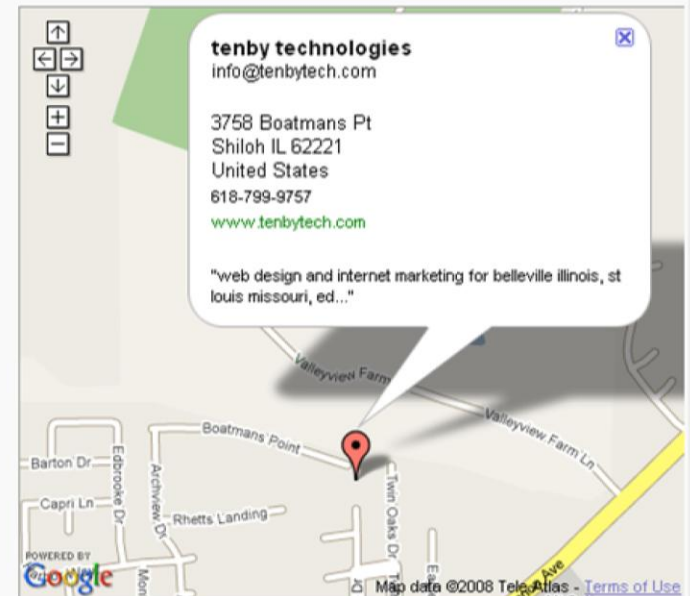 tenby technologies
info@tenbytech.com
3758 Boatmans Pt
Shiloh IL 62221
United States
618-799-9757
www.tenbytech.com
"web design and internet marketing for belleville illinois, st
louis missouri, ed..."
Valleyview Farm
Valleyview Farm Ln
Boatmans Point
Barton Dr
Edbrooke Dr
Archview Dr
Capri Ln
Rhetts Landing
Twin Oaks Dr
Dr
Ave
POWERED BY
Google
Map data ©2008 Tele Atlas - Terms of Use